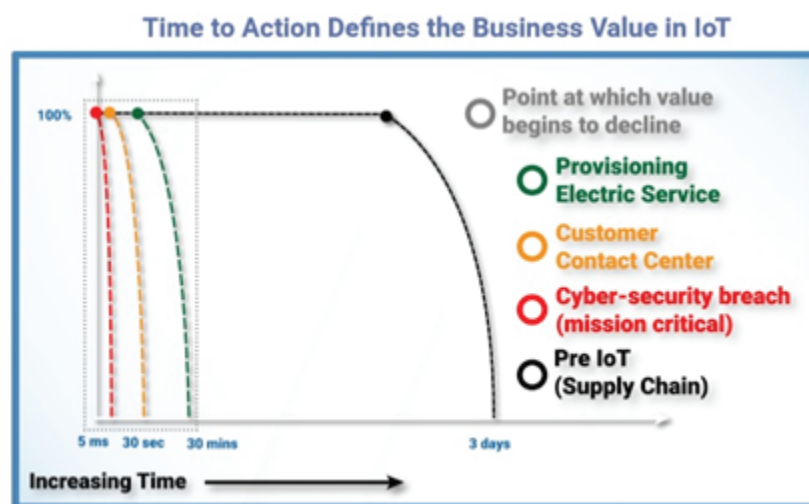 Time to Action Defines the Business Value in IoT
100%
Point at which value
begins to decline
Provisioning
Electric Service
Customer
Contact Center
Cyber-security breach
(mission critical)
Pre IoT
(Supply Chain)
5 ms
30 sec
30 mins
3 days
Increasing Time